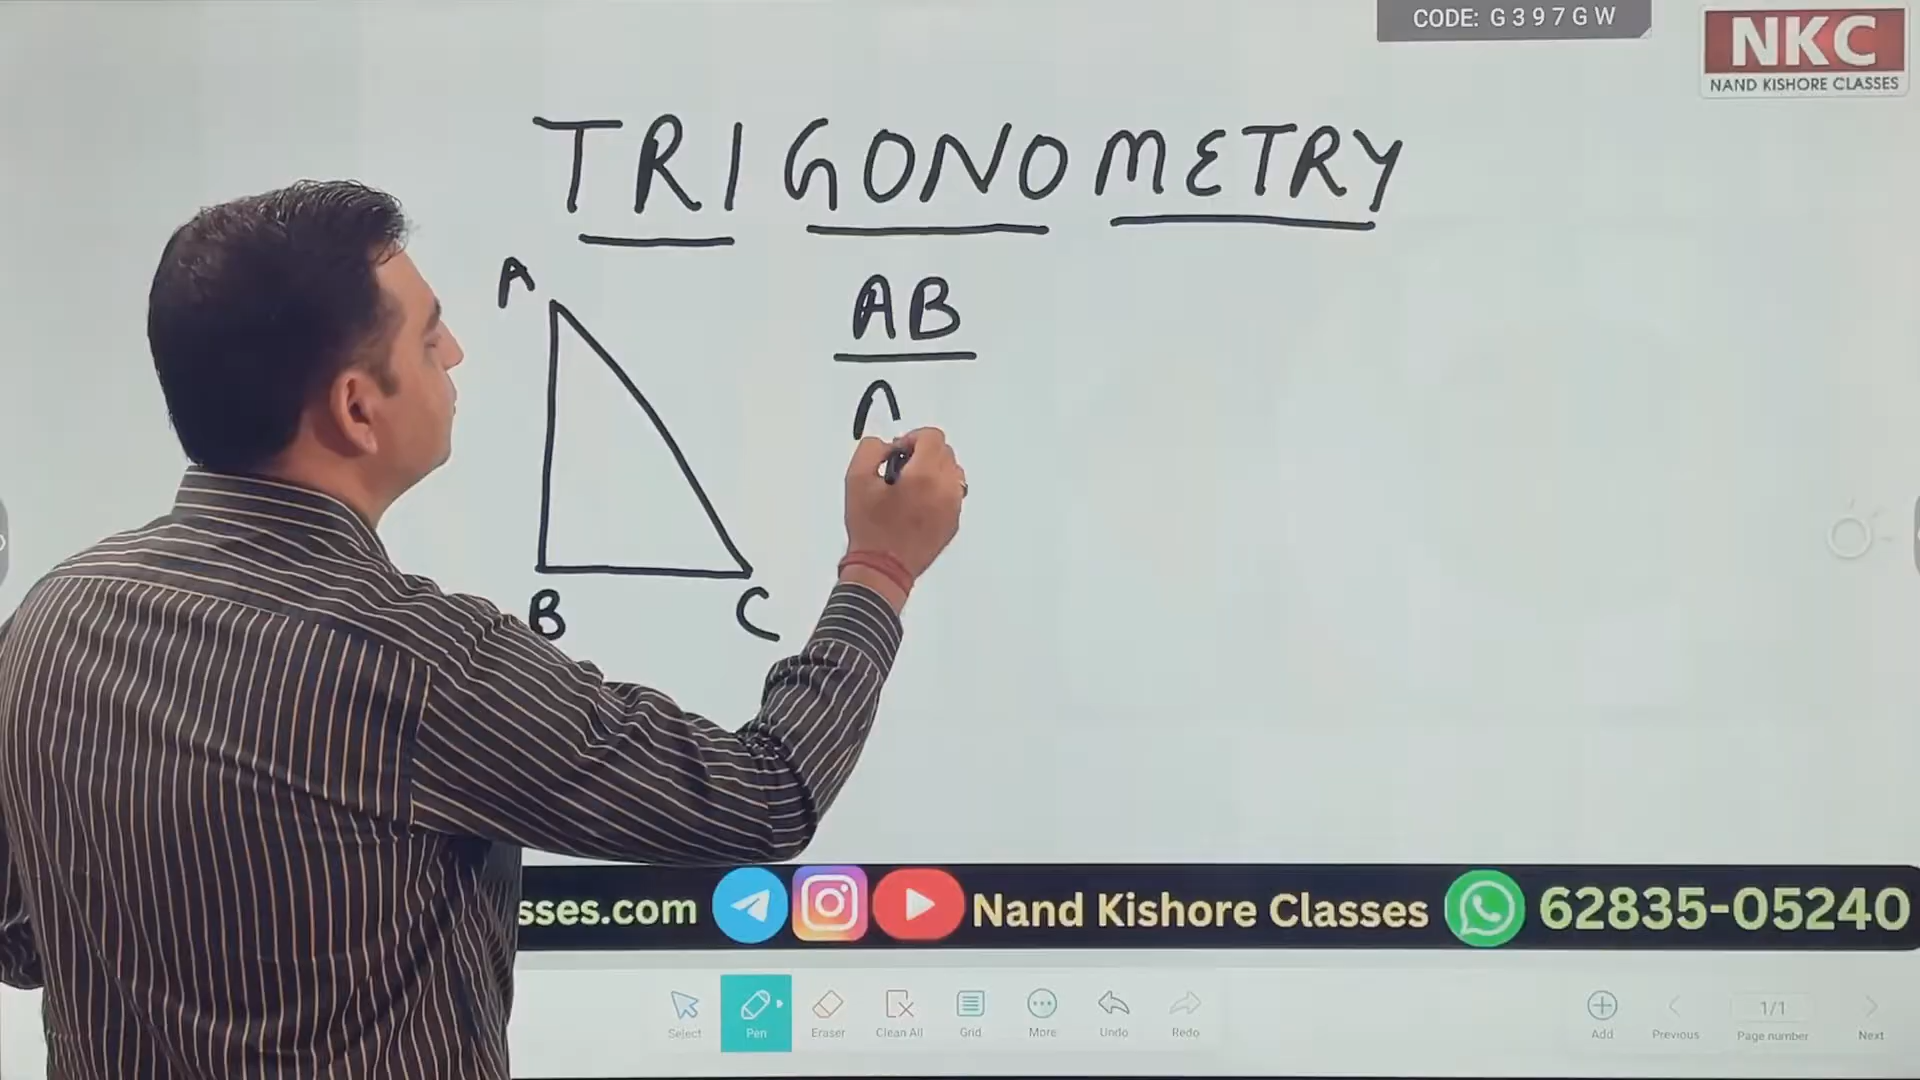 CODE: G397GW
NKC
NAND KISHORE CLASSES
TRIGONOMETRY
A
AB
B
C
sses.com
Nand Kishore Classes
62835-05240
Select
Pen
Eraser
Clean All
Grid
More
Undo
Redo
Add
Previous
1/1
Page number
Next